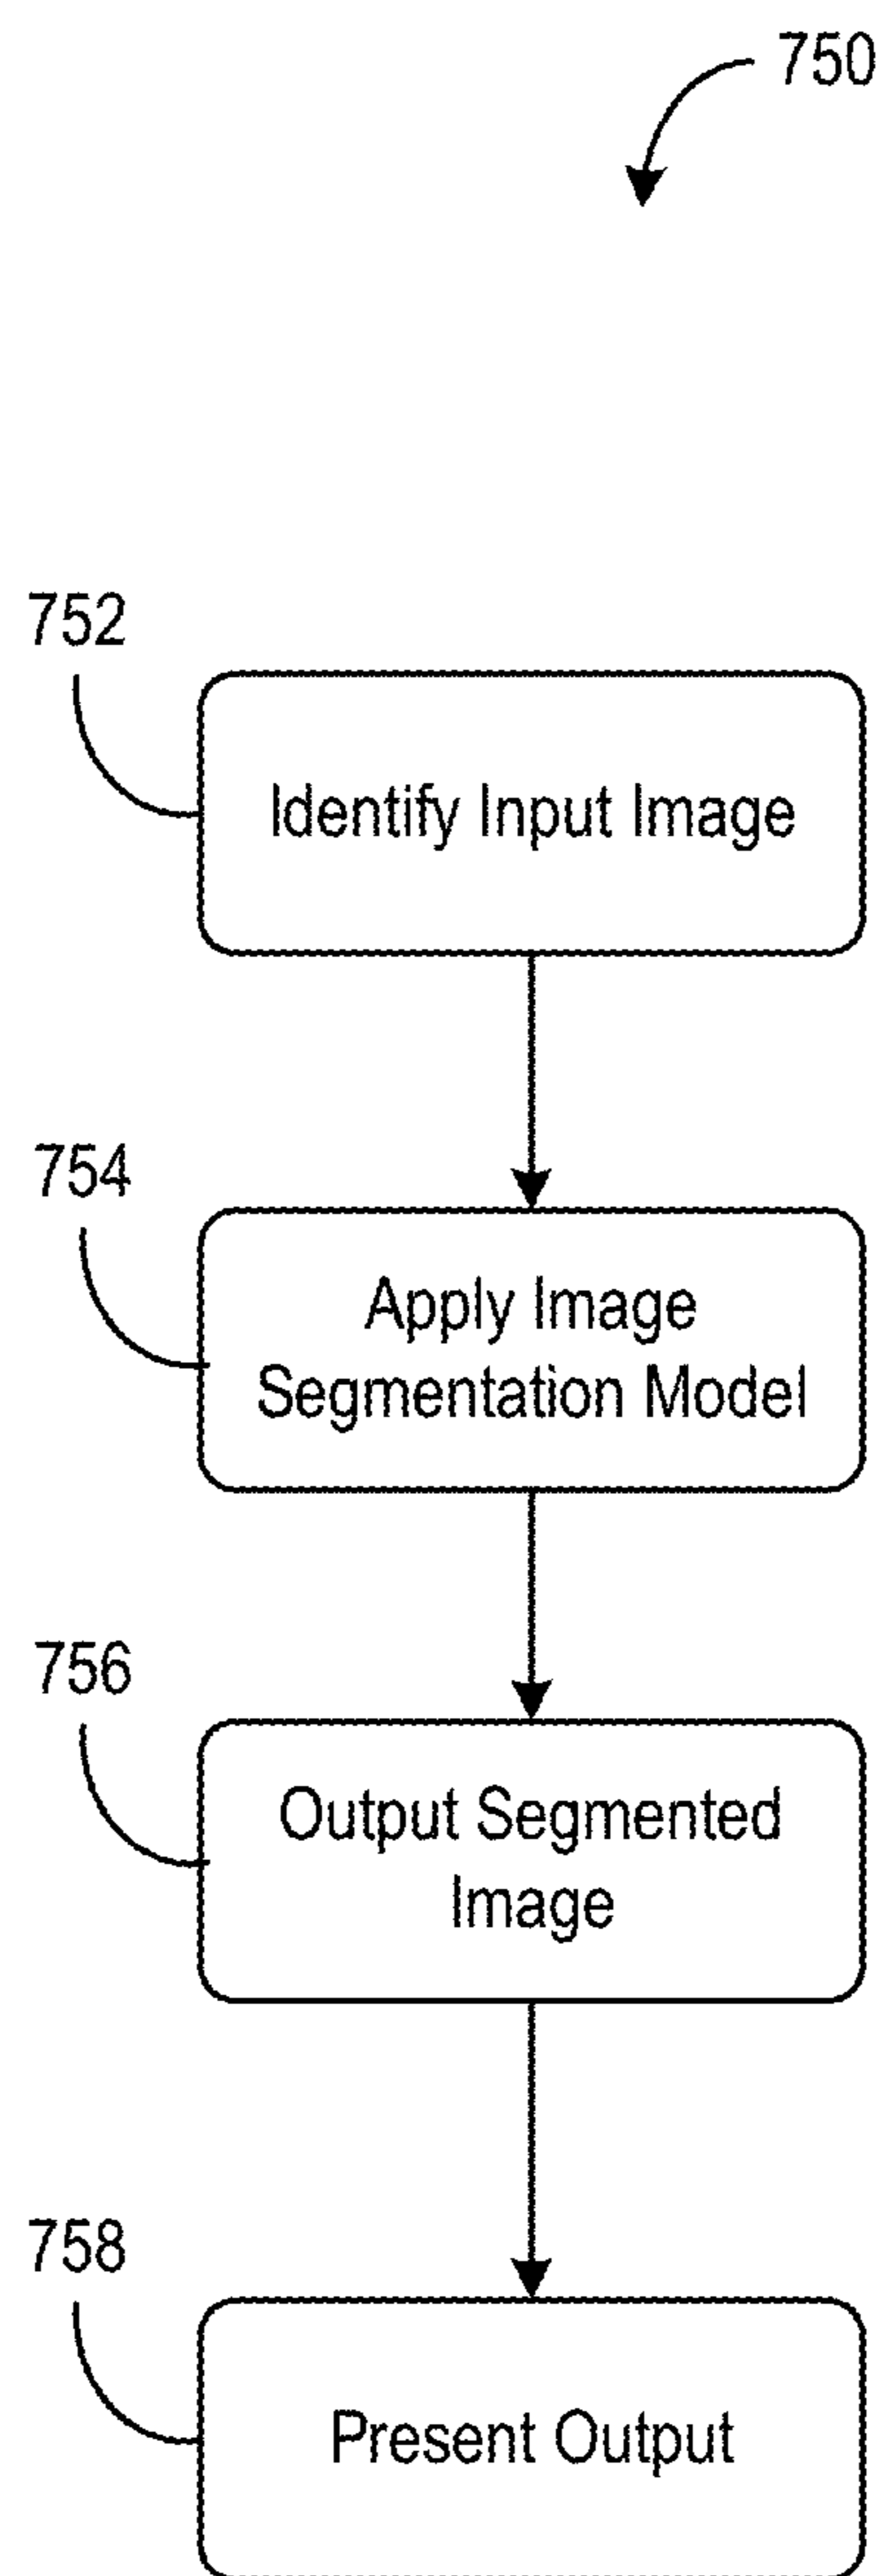 750
752
Identify Input Image
754
Apply Image
Segmentation Model
756
Output Segmented
Image
758
Present Output